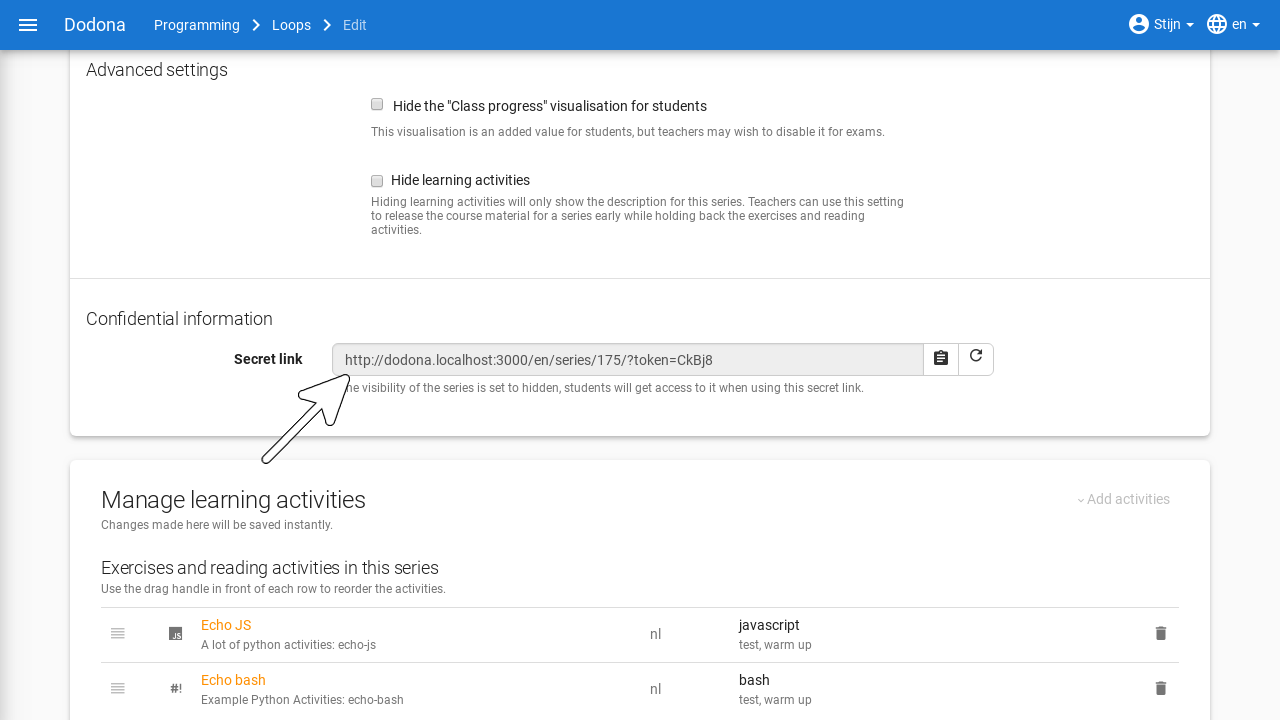 Dodona Programming Loops Edit Stijn en
Advanced settings
Hide the "Class progress" visualisation for students
This visualisation is an added value for students, but teachers may wish to disable it for exams.
Hide learning activities
Hiding learning activities will only show the description for this series. Teachers can use this setting
to release the course material for a series early while holding back the exercises and reading
activities.
Confidential information
Secret link http://dodona.localhost:3000/en/series/175/?token=CkBj8
visibility of the series is set to hidden, students will get access to it when using this secret link.
Manage learning activities
Add activities
Changes made here will be saved instantly.
Exercises and reading activities in this series
Use the drag handle in front of each row to reorder the activities.
JS Echo JS nl javascript
A lot of python activities: echo-js test, warm up
#! Echo bash nl bash
Example Python Activities: echo-bash test, warm up